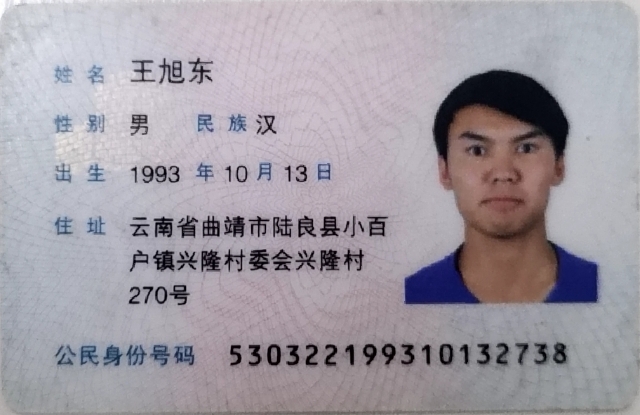 姓名 王旭东
性别 男 民族 汉
出生 1993 年 10 月 13 日
住址 云南省曲靖市陆良县小百
户镇兴隆村委会兴隆村
270号
公民身份号码 530322199310132738